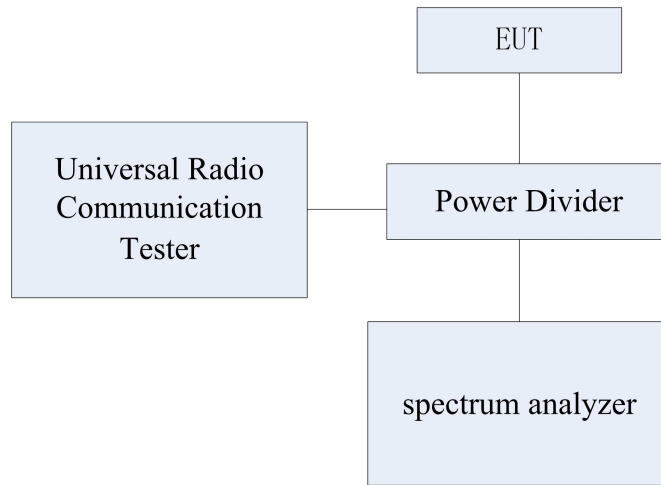 EUT
Universal Radio
Communication
Tester
Power Divider
spectrum analyzer